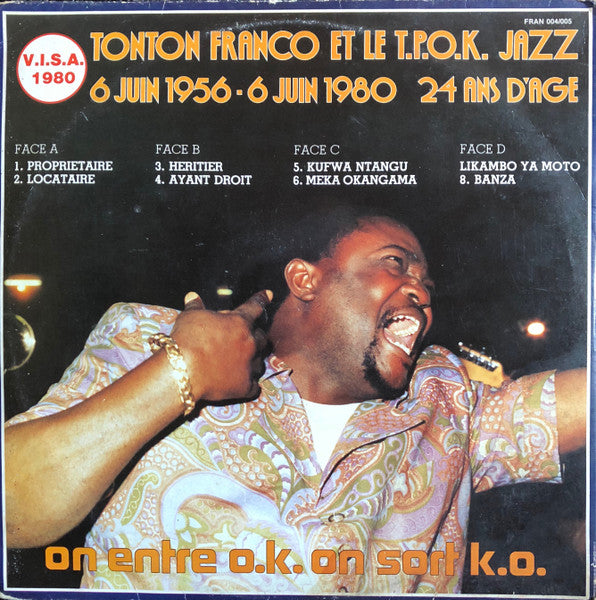 FRAN 004/005
V.I.S.A.
1980
TONTON FRANCO ET LE T.P.O.K. JAZZ
6 JUIN 1956 - 6 JUIN 1980 24 ANS D'AGE
FACE A
1. PROPRIETAIRE
2. LOCATAIRE
FACE B
3. HERITIER
4. AYANT DROIT
FACE C
5. KUFWA NTANGU
6. MEKA OKANGAMA
FACE D
LIKAMBO YA MOTO
8. BANZA
on entre o.k. on sort k.o.